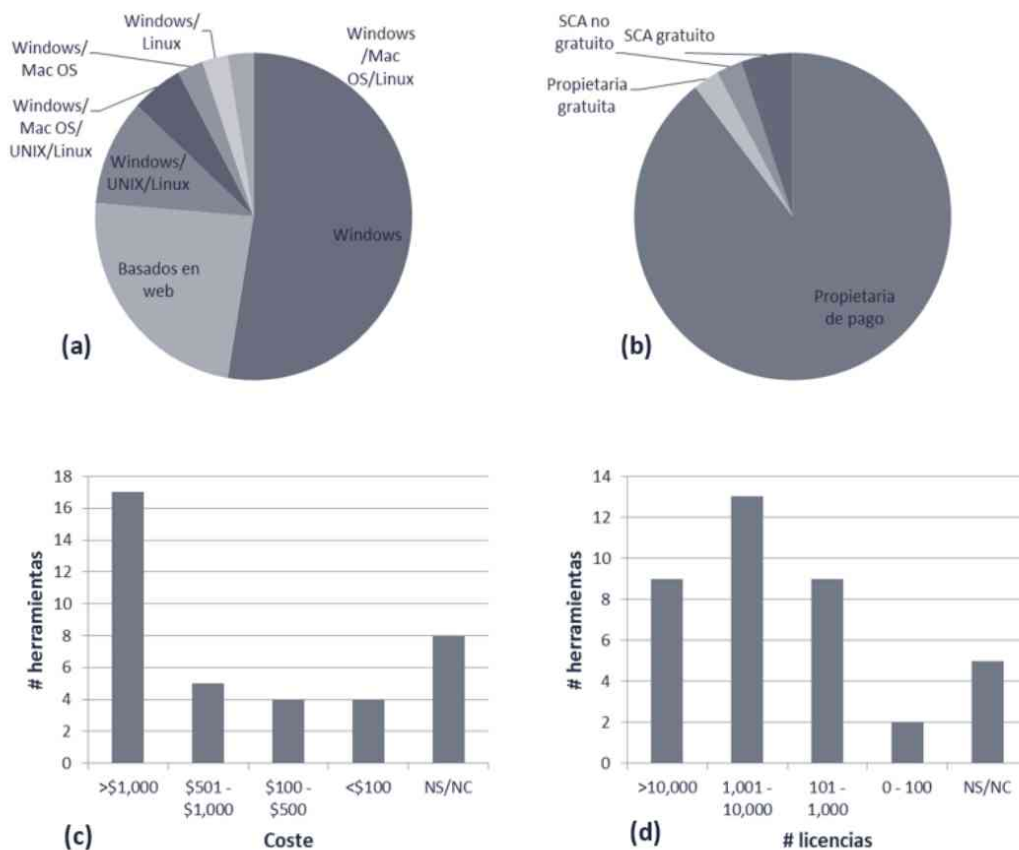 Windows/
Linux
Windows
/Mac
OS/Linux
Windows/
Mac OS
Windows/
Mac OS/
UNIX/Linux
Windows/
UNIX/Linux
Windows
Basados en
web
(a)
SCA no
gratuito
SCA gratuito
Propietaria
gratuita
Propietaria
de pago
(b)
18
16
14
12
10
8
6
4
2
0
# herramientas
>$1,000
$501 -
$1,000
$100 -
$500
<$100
NS/NC
(c)
Coste
14
12
10
8
6
4
2
0
# herramientas
>10,000
1,001 -
10,000
101 -
1,000
0 - 100
NS/NC
(d)
# licencias